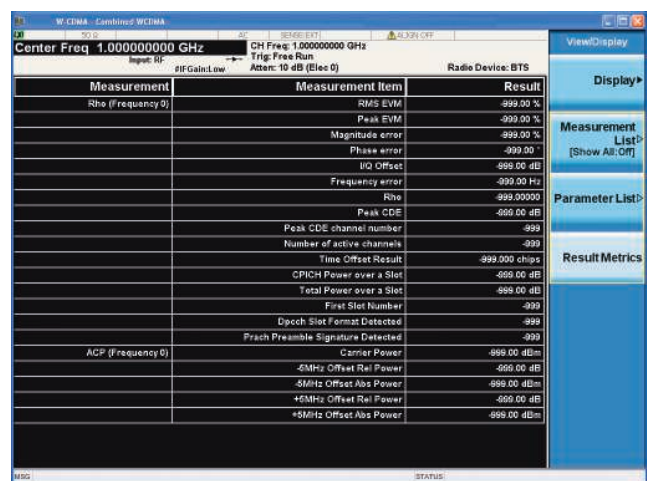 W-CDMA - Combined WCDMA
50 Ω AC SENSE:EXT ALIGN OFF
Center Freq 1.000000000 GHz
Input: RF
#IFGain:Low
CH Freq: 1.000000000 GHz
Trig: Free Run
Atten: 10 dB (Elec 0)
Radio Device: BTS
Measurement Measurement Item Result
Rho (Frequency 0) RMS EVM -999.00 %
Peak EVM -999.00 %
Magnitude error -999.00 %
Phase error -999.00 °
I/Q Offset -999.00 dB
Frequency error -999.00 Hz
Rho -999.00000
Peak CDE -999.00 dB
Peak CDE channel number -999
Number of active channels -999
Time Offset Result -999.000 chips
CPICH Power over a Slot -999.00 dB
Total Power over a Slot -999.00 dB
First Slot Number -999
Dpcch Slot Format Detected -999
Prach Preamble Signature Detected -999
ACP (Frequency 0) Carrier Power -999.00 dBm
-5MHz Offset Rel Power -999.00 dB
-5MHz Offset Abs Power -999.00 dBm
+5MHz Offset Rel Power -999.00 dB
+5MHz Offset Abs Power -999.00 dBm
View/Display
Display
Measurement
List
[Show All:Off]
Parameter List
Result Metrics
MSG STATUS